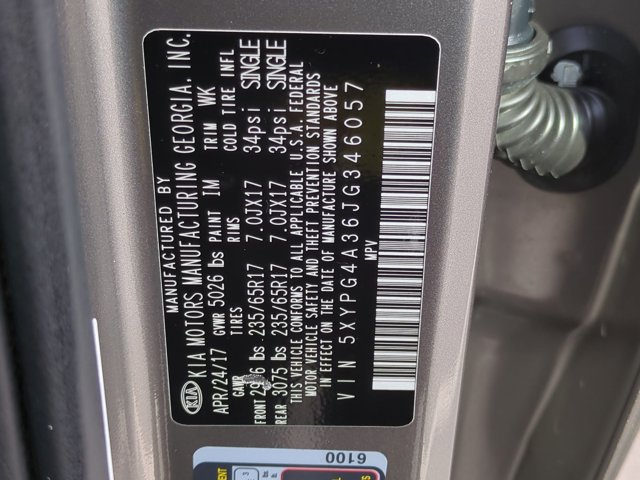 MANUFACTURED BY
KIA KIA MOTORS MANUFACTURING GEORGIA, INC.
APR/24/17 GVWR 5026 lbs PAINT IM TRIM WK
GAWR TIRES RIMS COLD TIRE INFL
FRONT lbs 235/65R17 7.0JX17 34psi SINGLE
REAR 3075 lbs 235/65R17 7.0JX17 34psi SINGLE
THIS VEHICLE CONFORMS TO ALL APPLICABLE U.S.A. FEDERAL
MOTOR VEHICLE SAFETY AND THEFT PREVENTION STANDARDS
IN EFFECT ON THE DATE OF MANUFACTURE SHOWN ABOVE
VIN 5XYPG4A36JG346057
MPV
6100